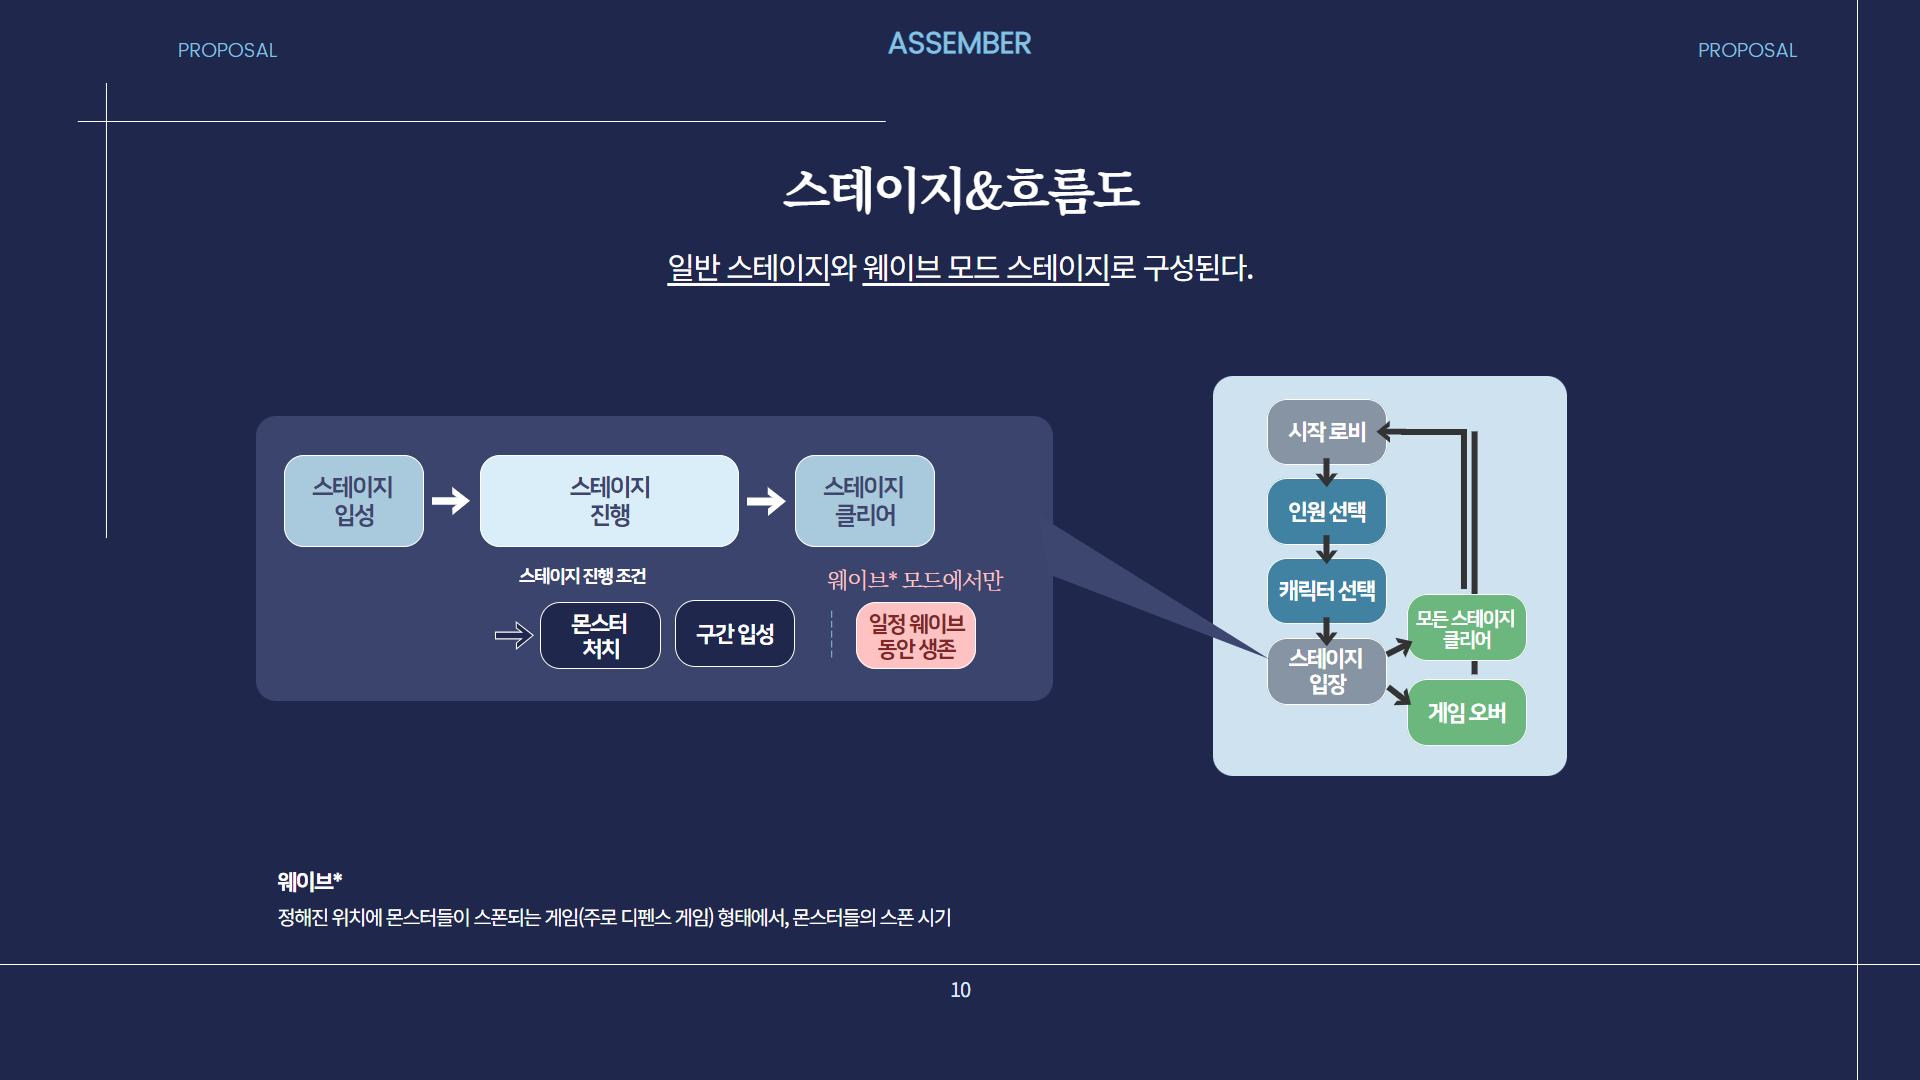 PROPOSAL
ASSEMBER
PROPOSAL
스테이지&흐름도
일반 스테이지와 웨이브 모드 스테이지로 구성된다.
스테이지
입성
스테이지
진행
스테이지
클리어
스테이지 진행 조건
몬스터
처치
구간 입성
웨이브* 모드에서만
일정 웨이브
동안 생존
시작 로비
인원 선택
캐릭터 선택
스테이지
입장
모든 스테이지
클리어
게임 오버
웨이브*
정해진 위치에 몬스터들이 스폰되는 게임(주로 디펜스 게임) 형태에서, 몬스터들의 스폰 시기
10